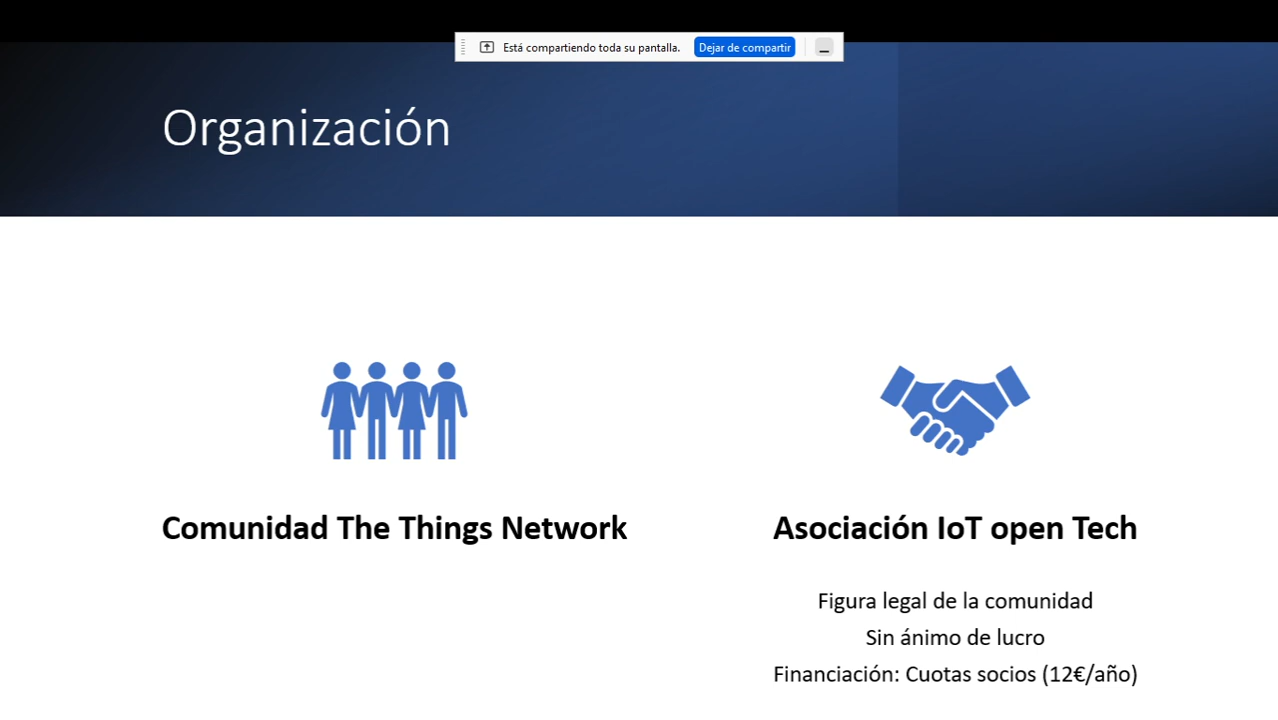 Está compartiendo toda su pantalla. Dejar de compartir
Organización
Comunidad The Things Network
Asociación IoT open Tech
Figura legal de la comunidad
Sin ánimo de lucro
Financiación: Cuotas socios (12€/año)